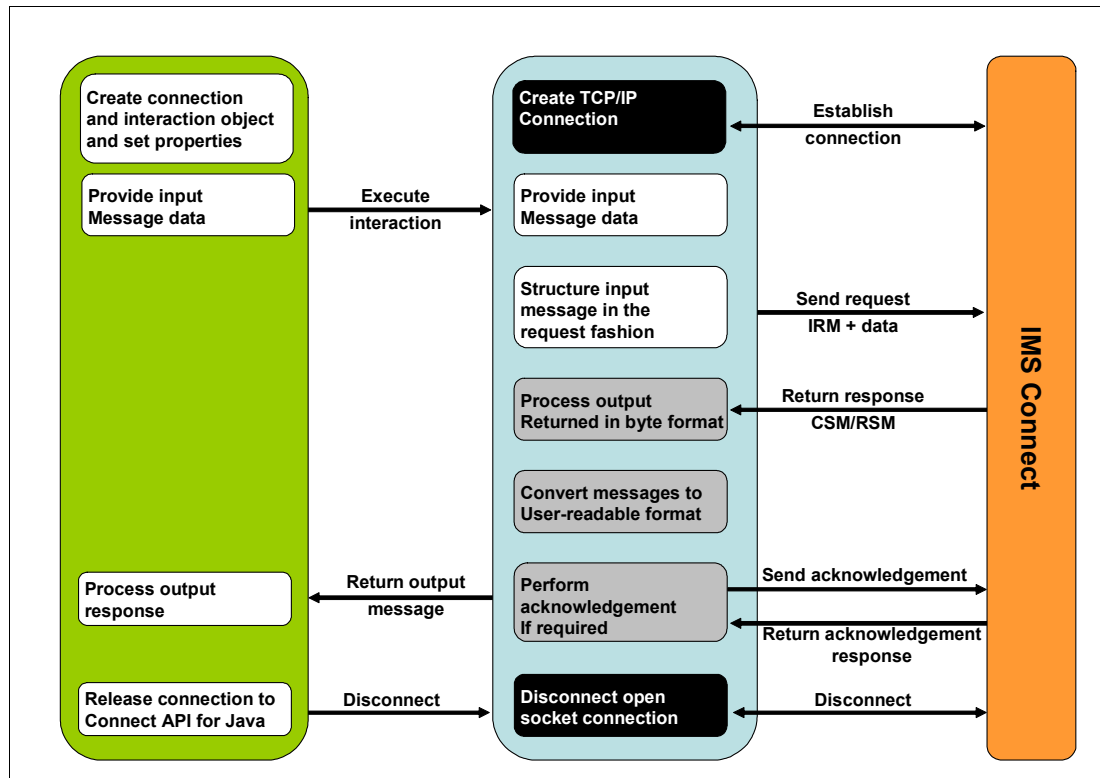 Create connection
and interaction object
and set properties
Create TCP/IP
Connection
Establish
connection
Provide input
Message data
Execute
interaction
Provide input
Message data
Structure input
message in the
request fashion
Send request
IRM + data
Process output
Returned in byte format
Return response
CSM/RSM
Convert messages to
User-readable format
Process output
response
Return output
message
Perform
acknowledgement
If required
Send acknowledgement
Return acknowledgement
response
Release connection to
Connect API for Java
Disconnect
Disconnect open
socket connection
Disconnect
IMS Connect